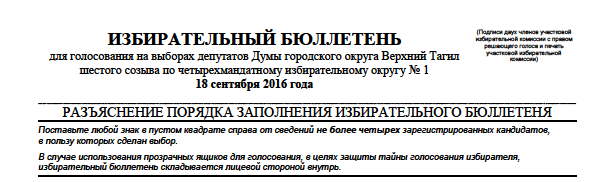 ИЗБИРАТЕЛЬНЫЙ БЮЛЛЕТЕНЬ
для голосования на выборах депутатов Думы городского округа Верхний Тагил
шестого созыва по четырехмандатному избирательному округу № 1
18 сентября 2016 года
(Подписи двух членов участковой
избирательной комиссии с правом
решающего голоса и печать
участковой избирательной
комиссии)
РАЗЪЯСНЕНИЕ ПОРЯДКА ЗАПОЛНЕНИЯ ИЗБИРАТЕЛЬНОГО БЮЛЛЕТЕНЯ
Поставьте любой знак в пустом квадрате справа от сведений не более четырех зарегистрированных кандидатов,
в пользу которых сделан выбор.
В случае использования прозрачных ящиков для голосования, в целях защиты тайны голосования избирателя,
избирательный бюллетень складывается лицевой стороной внутрь.